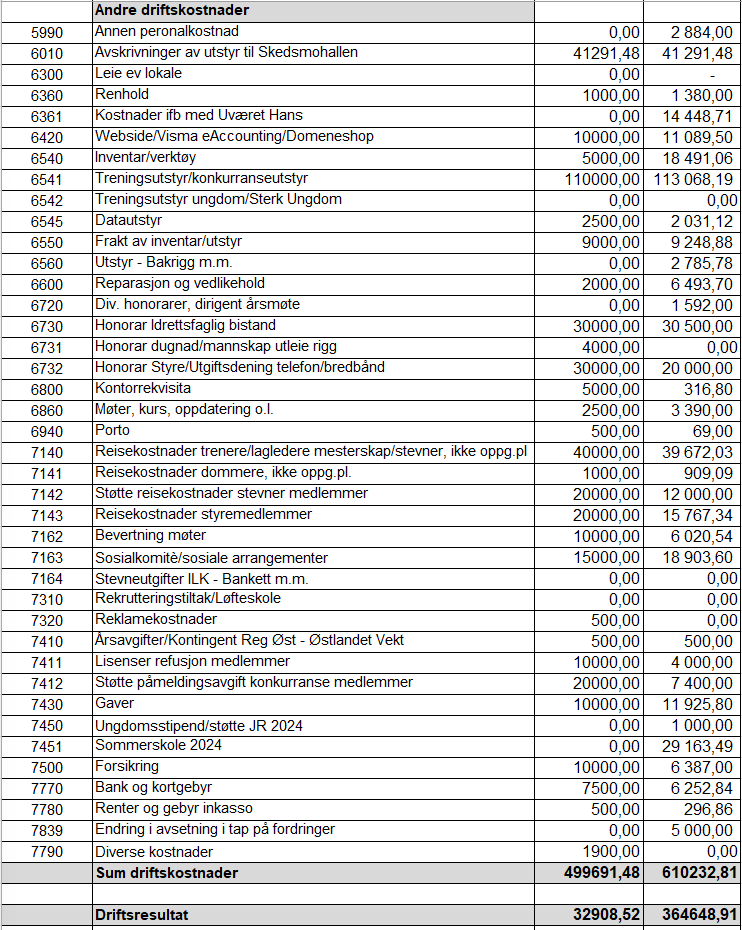 Andre driftskostnader
5990 Annen peronalkostnad 0,00 2 884,00
6010 Avskrivninger av utstyr til Skedsmohallen 41291,48 41 291,48
6300 Leie ev lokale 0,00 -
6360 Renhold 1000,00 1 380,00
6361 Kostnader ifb med Uværet Hans 0,00 14 448,71
6420 Webside/Visma eAccounting/Domeneshop 10000,00 11 089,50
6540 Inventar/verktøy 5000,00 18 491,06
6541 Treningsutstyr/konkurranseutstyr 110000,00 113 068,19
6542 Treningsutstyr ungdom/Sterk Ungdom 0,00 0,00
6545 Datautstyr 2500,00 2 031,12
6550 Frakt av inventar/utstyr 9000,00 9 248,88
6560 Utstyr - Bakrigg m.m. 0,00 2 785,78
6600 Reparasjon og vedlikehold 2000,00 6 493,70
6720 Div. honorarer, dirigent årsmøte 0,00 1 592,00
6730 Honorar Idrettsfaglig bistand 30000,00 30 500,00
6731 Honorar dugnad/mannskap utleie rigg 4000,00 0,00
6732 Honorar Styre/Utgiftsdening telefon/bredbånd 30000,00 20 000,00
6800 Kontorrekvisita 5000,00 316,80
6860 Møter, kurs, oppdatering o.l. 2500,00 3 390,00
6940 Porto 500,00 69,00
7140 Reisekostnader trenere/lagledere mesterskap/stevner, ikke oppg.pl 40000,00 39 672,03
7141 Reisekostnader dommere, ikke oppg.pl. 1000,00 909,09
7142 Støtte reisekostnader stevner medlemmer 20000,00 12 000,00
7143 Reisekostnader styremedlemmer 20000,00 15 767,34
7162 Bevertning møter 10000,00 6 020,54
7163 Sosialkomitè/sosiale arrangementer 15000,00 18 903,60
7164 Stevneutgifter ILK - Bankett m.m. 0,00 0,00
7310 Rekrutteringstiltak/Løfteskole 0,00 0,00
7320 Reklamekostnader 500,00 0,00
7410 Årsavgifter/Kontingent Reg Øst - Østlandet Vekt 500,00 500,00
7411 Lisenser refusjon medlemmer 10000,00 4 000,00
7412 Støtte påmeldingsavgift konkurranse medlemmer 20000,00 7 400,00
7430 Gaver 10000,00 11 925,80
7450 Ungdomsstipend/støtte JR 2024 0,00 1 000,00
7451 Sommerskole 2024 0,00 29 163,49
7500 Forsikring 10000,00 6 387,00
7770 Bank og kortgebyr 7500,00 6 252,84
7780 Renter og gebyr inkasso 500,00 296,86
7839 Endring i avsetning i tap på fordringer 0,00 5 000,00
7790 Diverse kostnader 1900,00 0,00
Sum driftskostnader 499691,48 610232,81
Driftsresultat 32908,52 364648,91